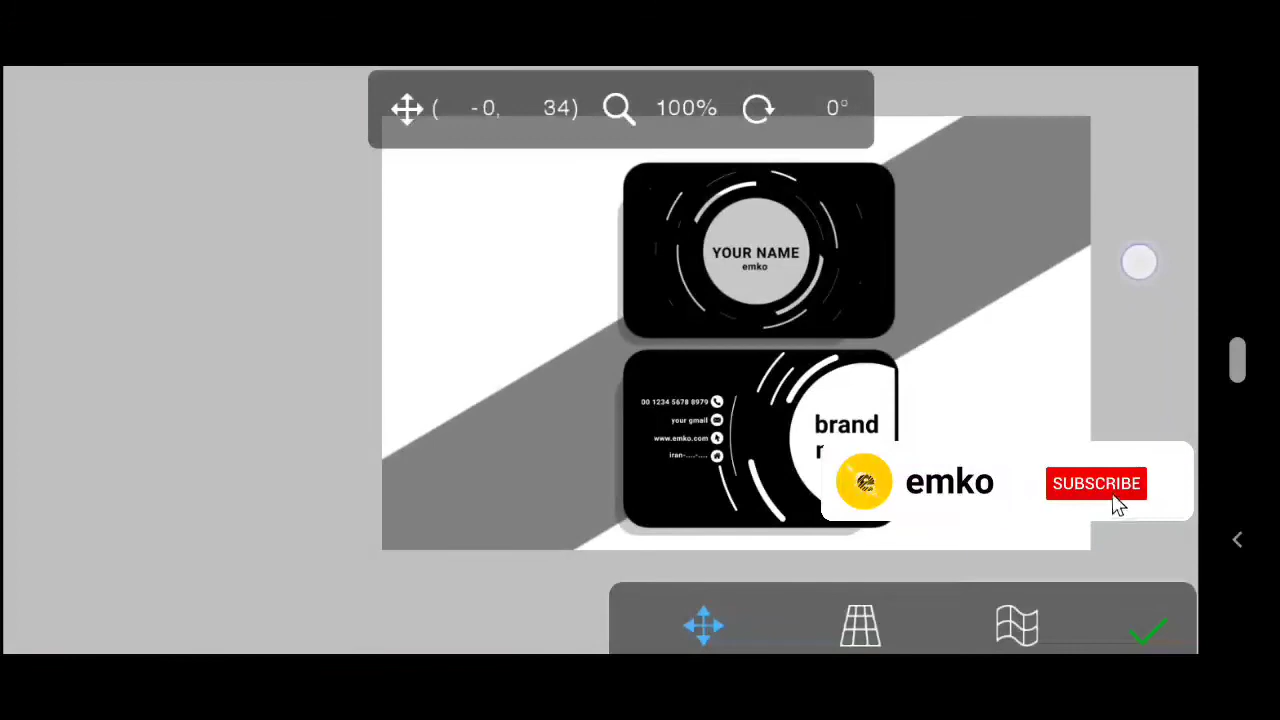 ( -0, 34) 100% 0°
YOUR NAME
emko
00 1234 5678 8979
your gmail
www.emko.com
iran-....-....
brand
emko
SUBSCRIBE